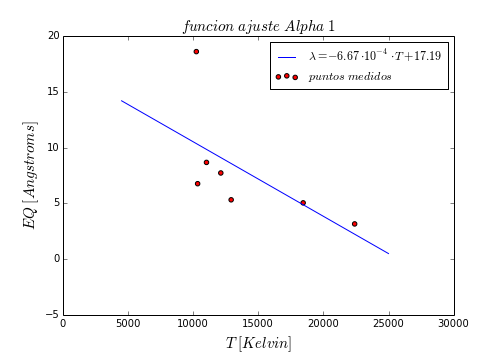 funcion ajuste Alpha 1
λ=−6.67·10⁻⁴ ·T+17.19
puntos medidos
EQ [Angstroms]
20
15
10
5
0
−5
0 5000 10000 15000 20000 25000 30000
T [Kelvin]